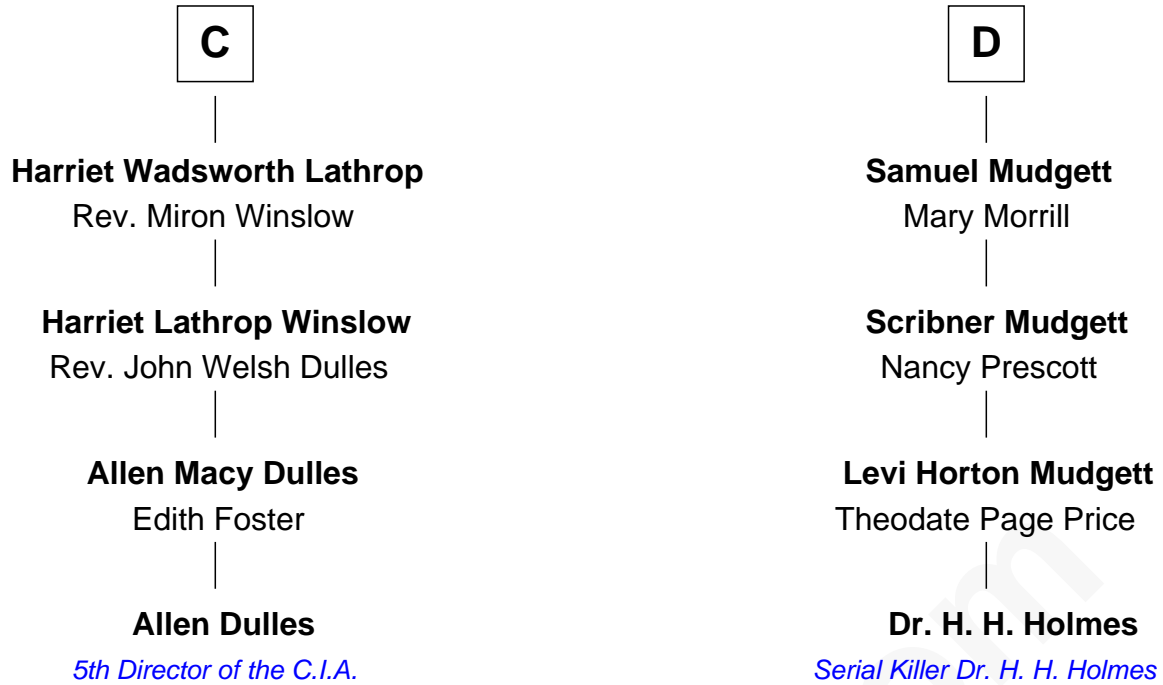 C
Harriet Wadsworth Lathrop
Rev. Miron Winslow
Harriet Lathrop Winslow
Rev. John Welsh Dulles
Allen Macy Dulles
Edith Foster
Allen Dulles
5th Director of the C.I.A.
D
Samuel Mudgett
Mary Morrill
Scribner Mudgett
Nancy Prescott
Levi Horton Mudgett
Theodate Page Price
Dr. H. H. Holmes
Serial Killer Dr. H. H. Holmes